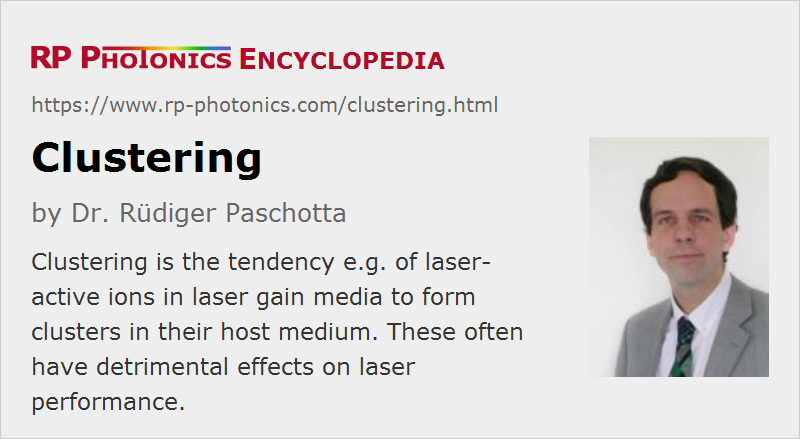 RP PHOTONICS ENCYCLOPEDIA
https://www.rp-photonics.com/clustering.html
Clustering
by Dr. Rüdiger Paschotta
Clustering is the tendency e.g. of laser-
active ions in laser gain media to form
clusters in their host medium. These often
have detrimental effects on laser
performance.